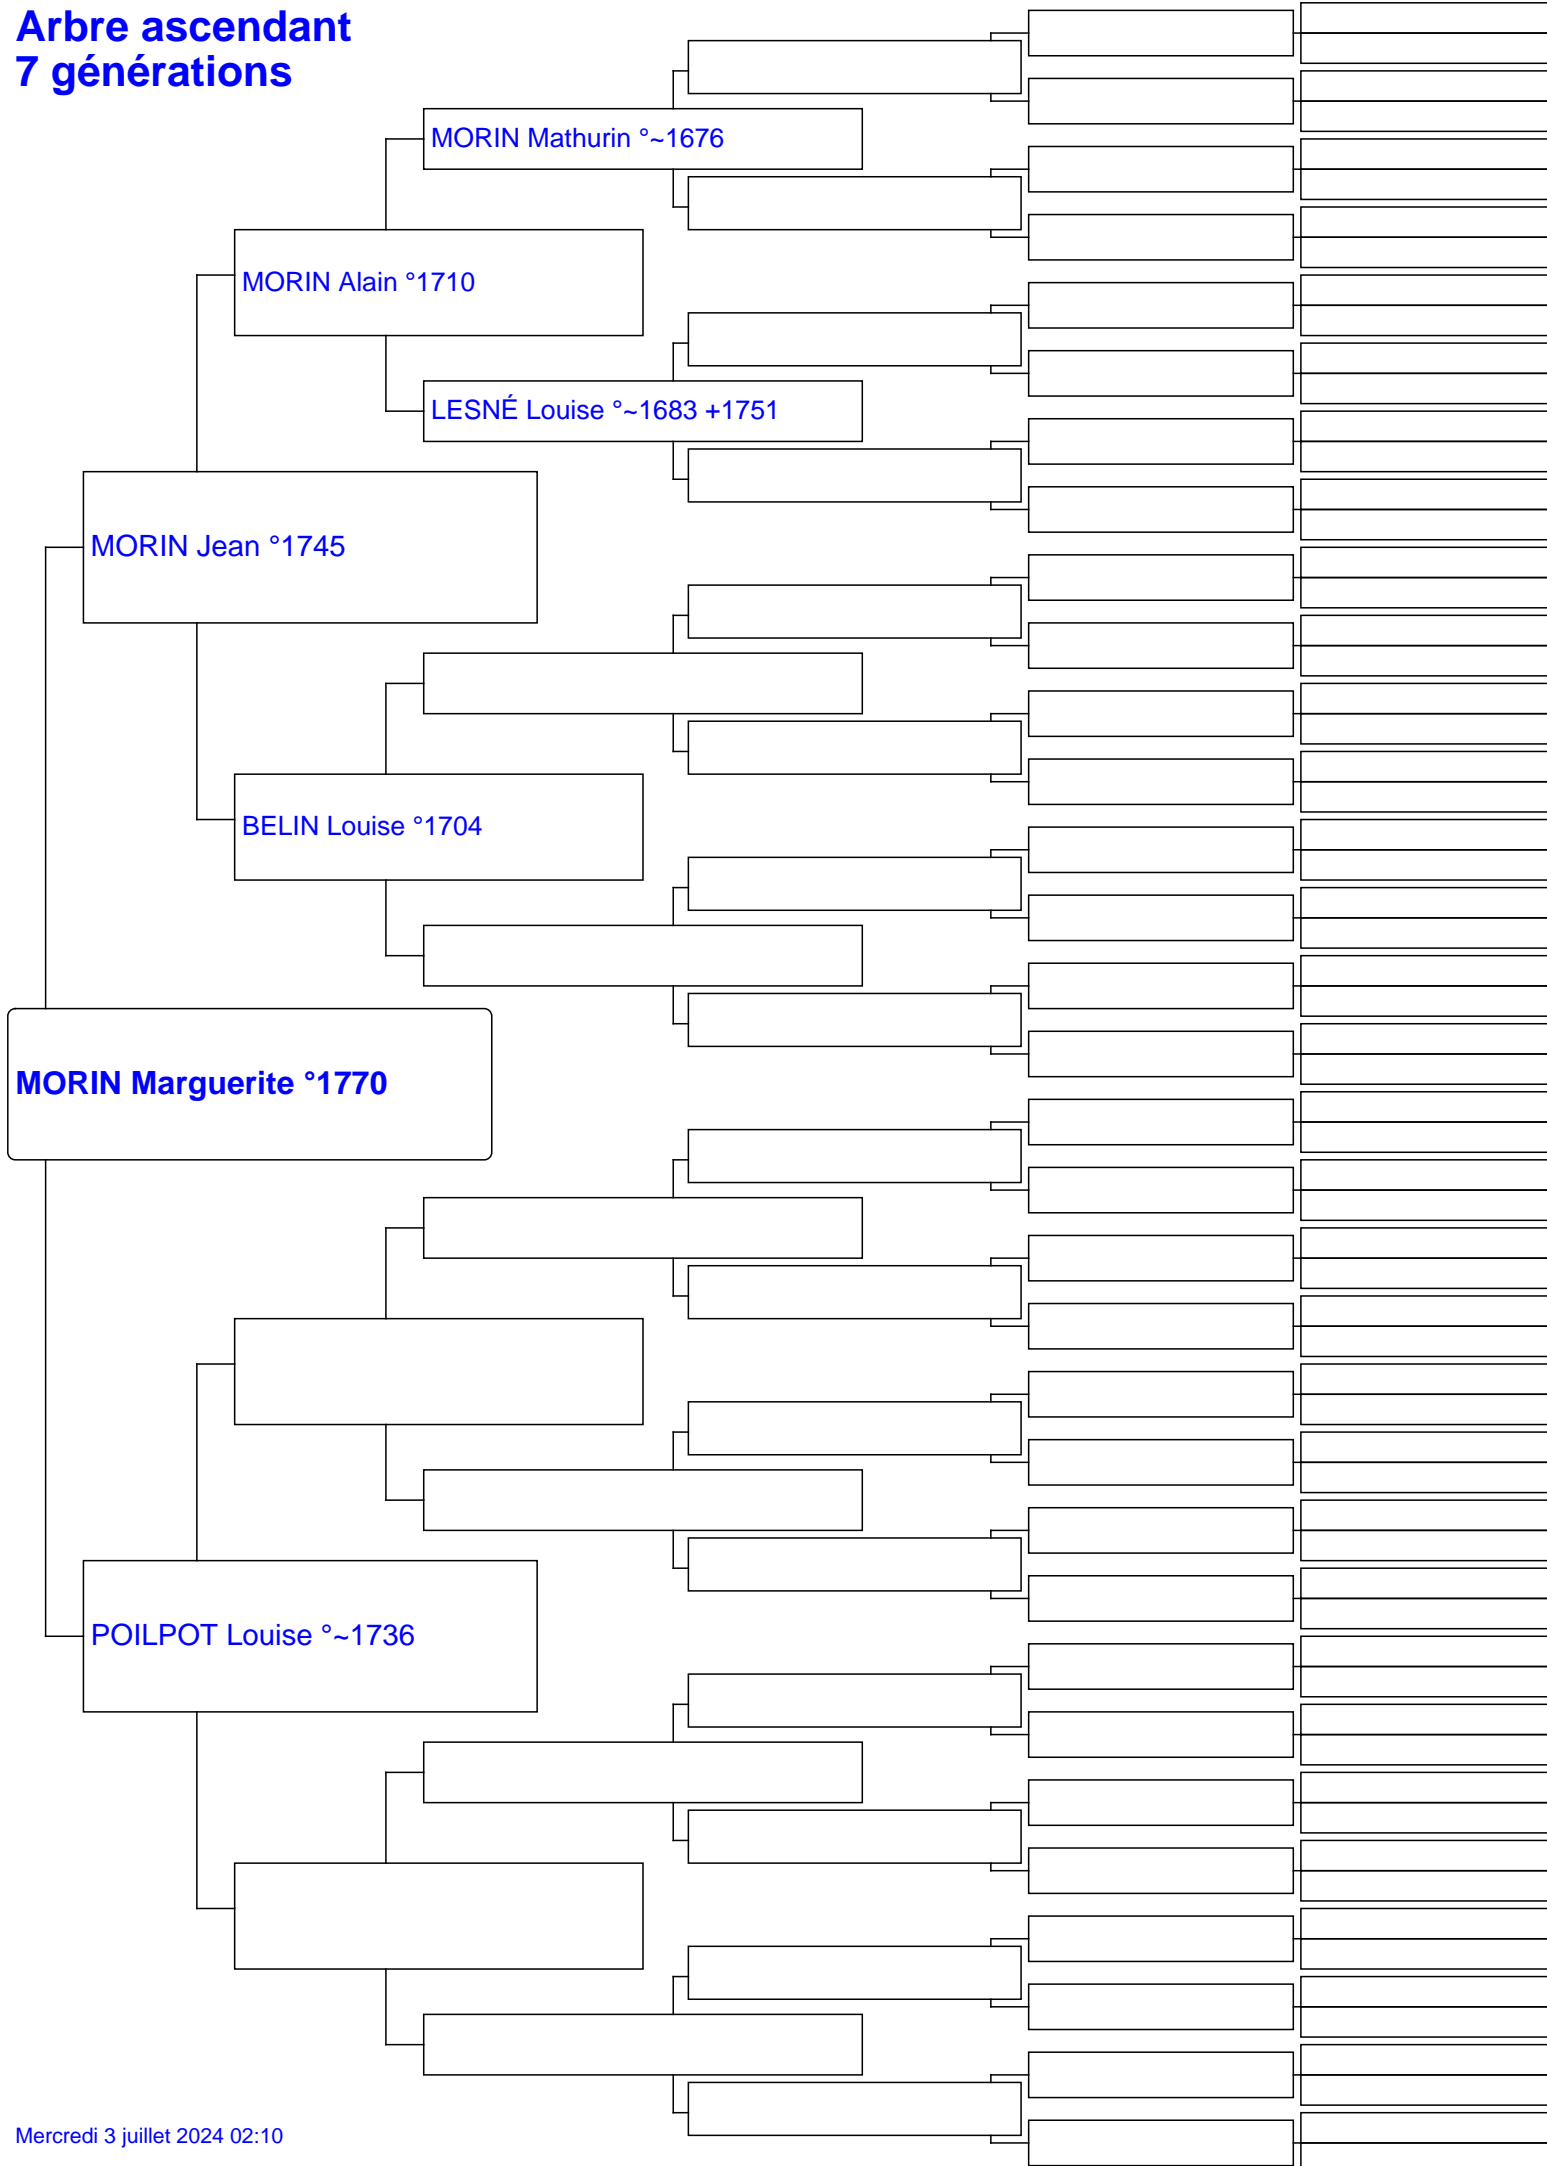 Arbre ascendant
7 générations
MORIN Mathurin °~1676
MORIN Alain °1710
LESNÉ Louise °~1683 +1751
MORIN Jean °1745
BELIN Louise °1704
MORIN Marguerite °1770
POILPOT Louise °~1736
Mercredi 3 juillet 2024 02:10